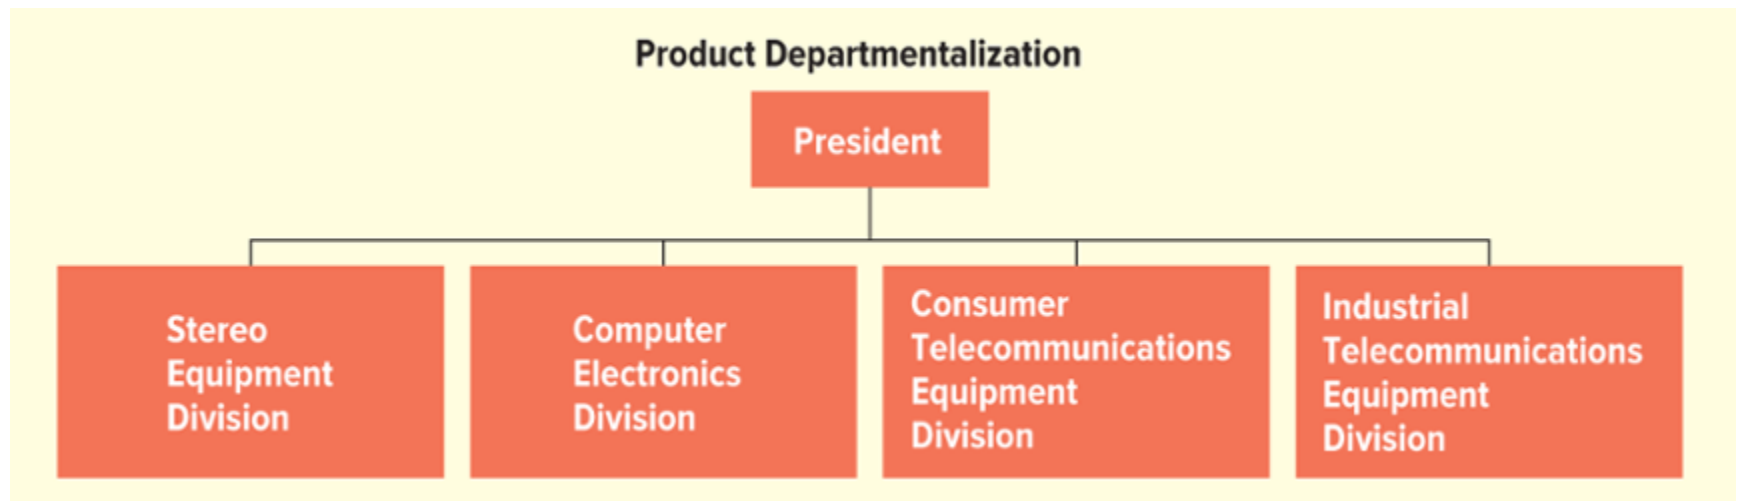 Product Departmentalization
President
Stereo
Equipment
Division
Computer
Electronics
Division
Consumer
Telecommunications
Equipment
Division
Industrial
Telecommunications
Equipment
Division